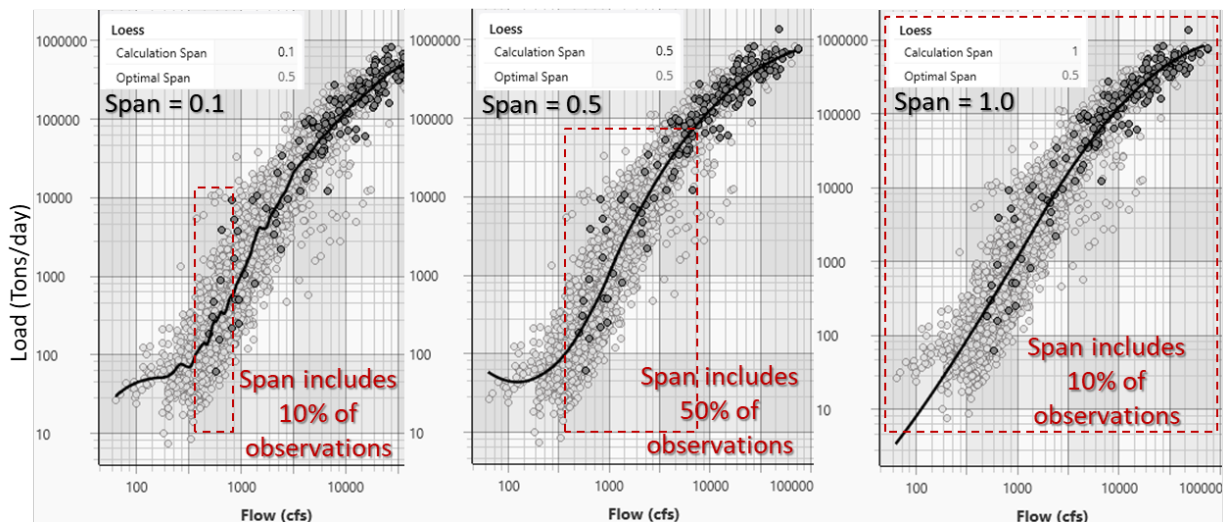 Loess
Calculation Span 0.1
Optimal Span 0.5
Span = 0.1
Load (Tons/day)
1000000
100000
10000
1000
100
10
Span includes
10% of
observations
100 1000 10000
Flow (cfs)
Loess
Calculation Span 0.5
Optimal Span 0.5
Span = 0.5
1000000
100000
10000
1000
100
10
Span includes
50% of
observations
100 1000 10000 100000
Flow (cfs)
Loess
Calculation Span 1
Optimal Span 0.5
Span = 1.0
1000000
100000
10000
1000
100
10
Span includes
10% of
observations
100 1000 10000 100000
Flow (cfs)